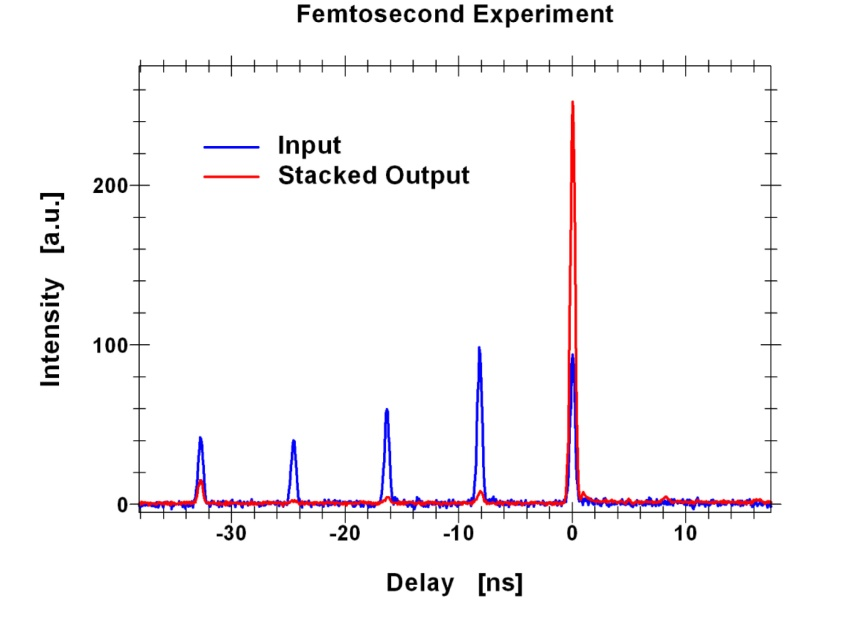 Femtosecond Experiment
Input
Stacked Output
200
100
0
Intensity [a.u.]
-30 -20 -10 0 10
Delay [ns]